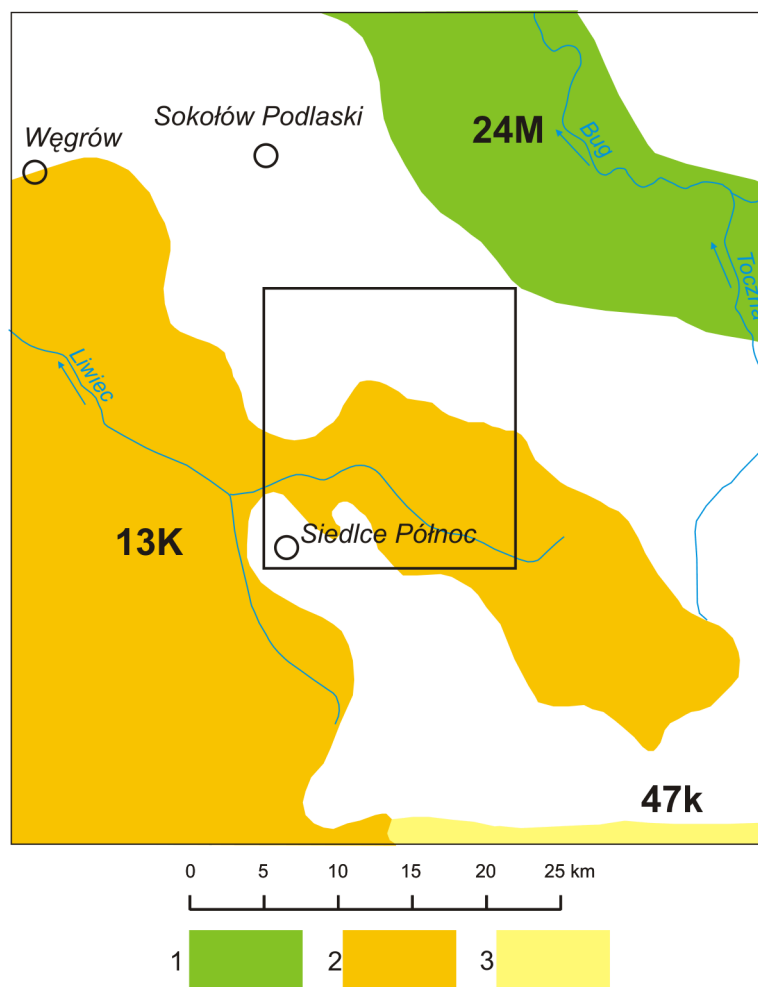 Sokołów Podlaski
Węgrów
24M
Bug
Toczna
Liwiec
13K
Siedlce Północ
47k
0 5 10 15 20 25 km
1 2 3